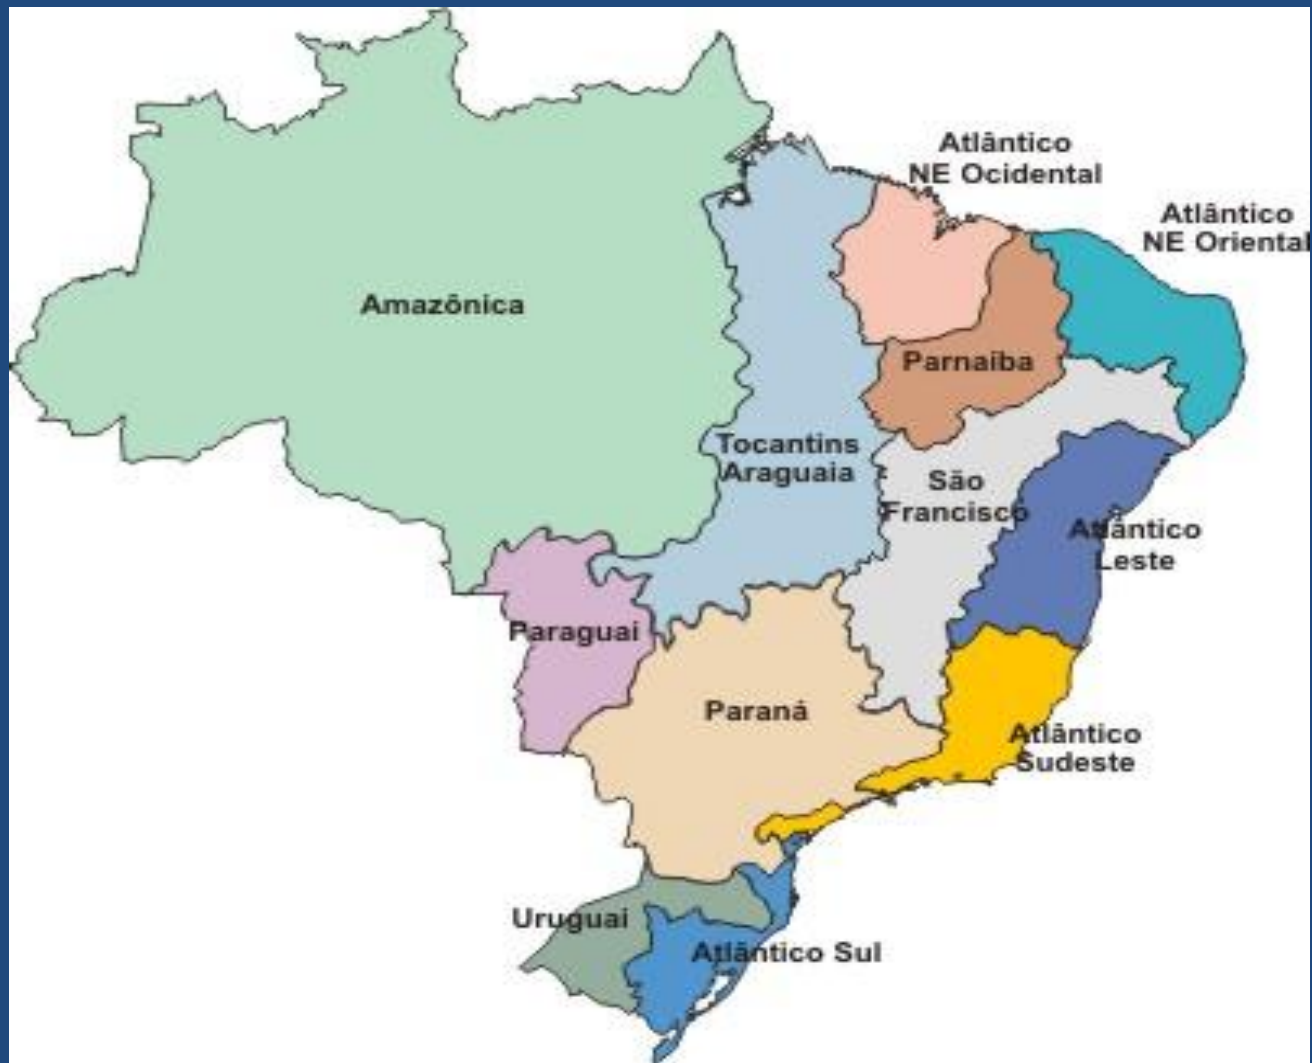 Atlântico
NE Ocidental
Atlântico
NE Oriental
Amazônica
Parnaiba
Tocantins
Araguaia
São
Francisco
Atlântico
Leste
Paraguai
Paraná
Atlântico
Sudeste
Uruguai
Atlântico Sul